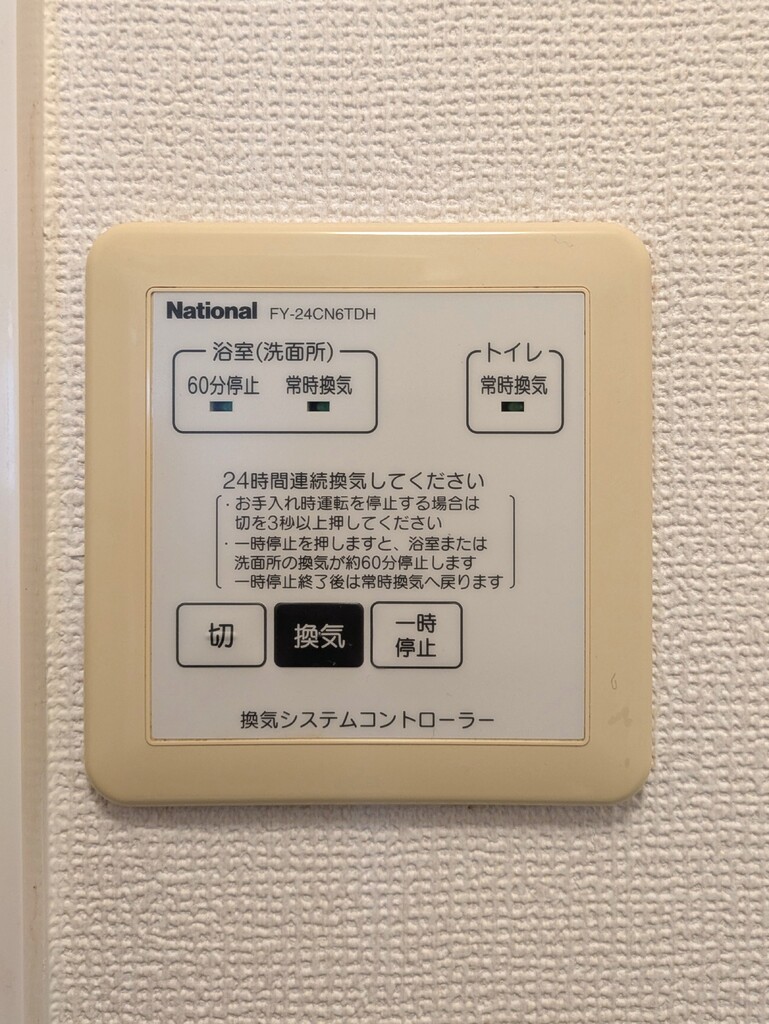 National FY-24CN6TDH
浴室(洗面所)
トイレ
60分停止 常時換気
常時換気
24時間連続換気してください
・お手入れ時運転を停止する場合は
切を3秒以上押してください
・一時停止を押しますと、浴室または
洗面所の換気が約60分停止します
一時停止終了後は常時換気へ戻ります
切
換気
一時
停止
換気システムコントローラー